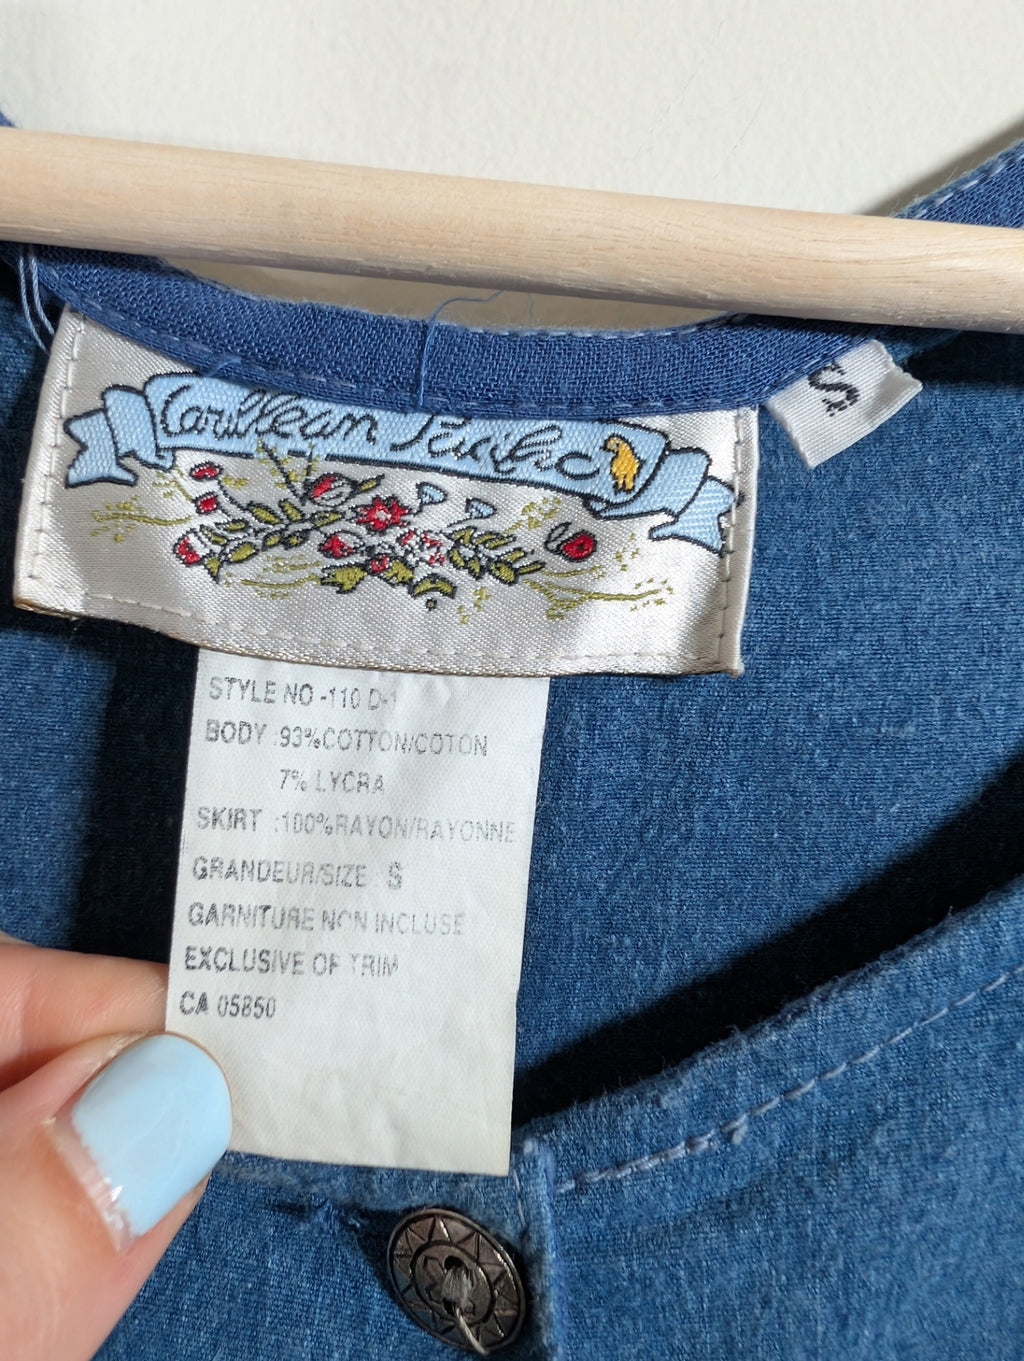 Caribbean Pacific
S
STYLE NO -110 D-1
BODY :93%COTTON/COTON
7% LYCRA
SKIRT :100%RAYON/RAYONNE
GRANDEUR/SIZE S
GARNITURE NON INCLUSE
EXCLUSIVE OF TRIM
CA 05850